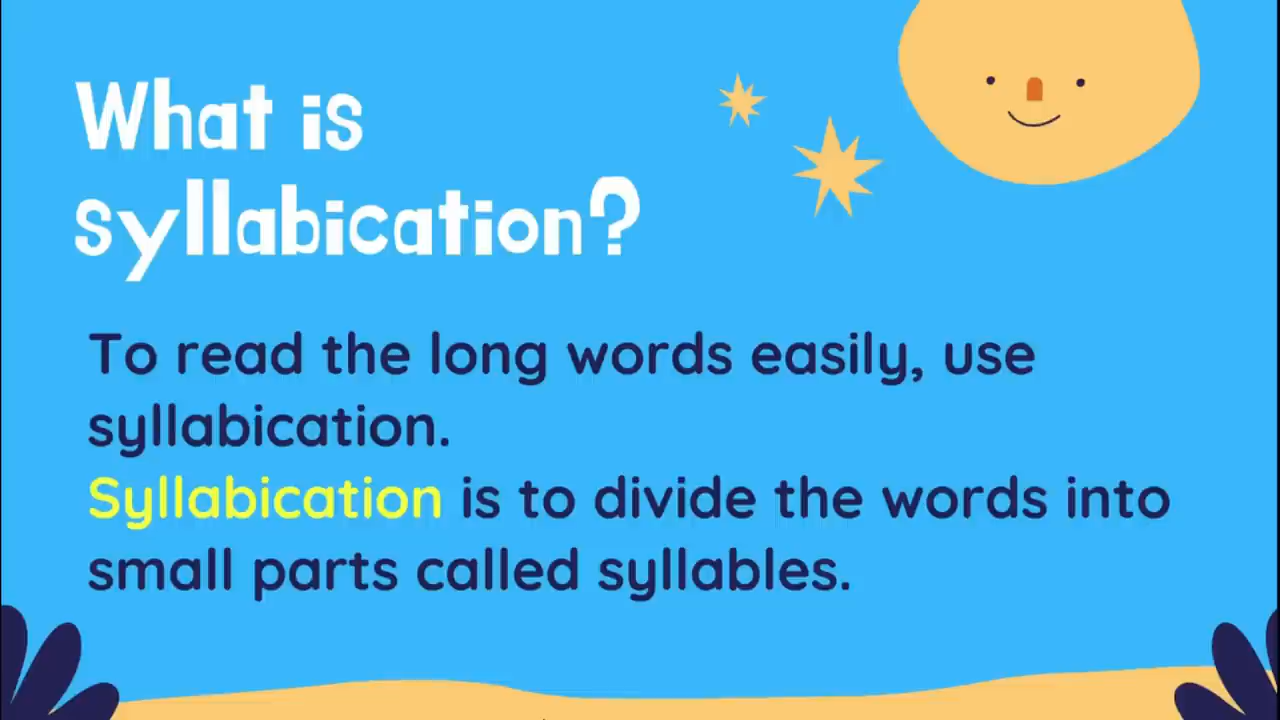 What is
syllabication?
To read the long words easily, use
syllabication.
Syllabication is to divide the words into
small parts called syllables.